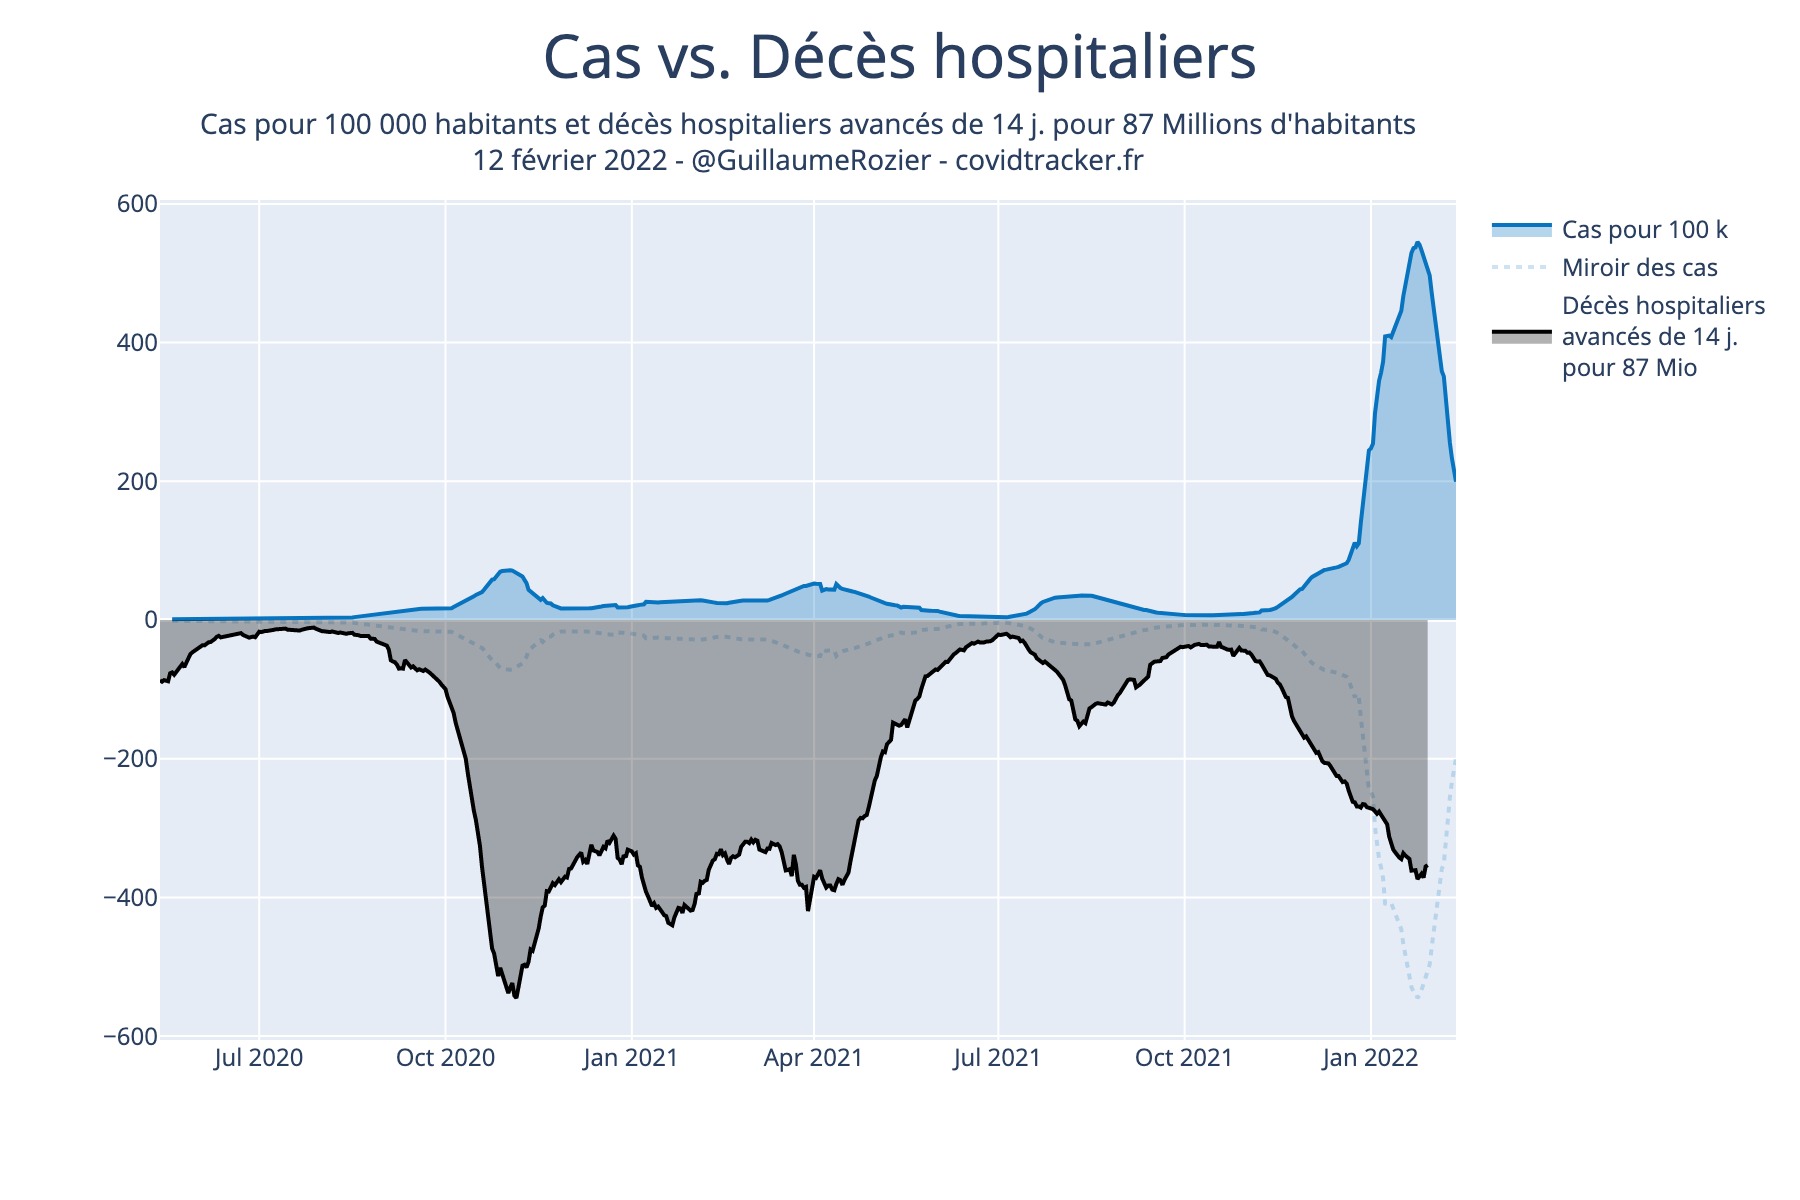 Cas vs. Décès hospitaliers
Cas pour 100 000 habitants et décès hospitaliers avancés de 14 j. pour 87 Millions d'habitants
12 février 2022 - @GuillaumeRozier - covidtracker.fr
600
400
200
0
−200
−400
−600
Jul 2020
Oct 2020
Jan 2021
Apr 2021
Jul 2021
Oct 2021
Jan 2022
Cas pour 100 k
Miroir des cas
Décès hospitaliers
avancés de 14 j.
pour 87 Mio